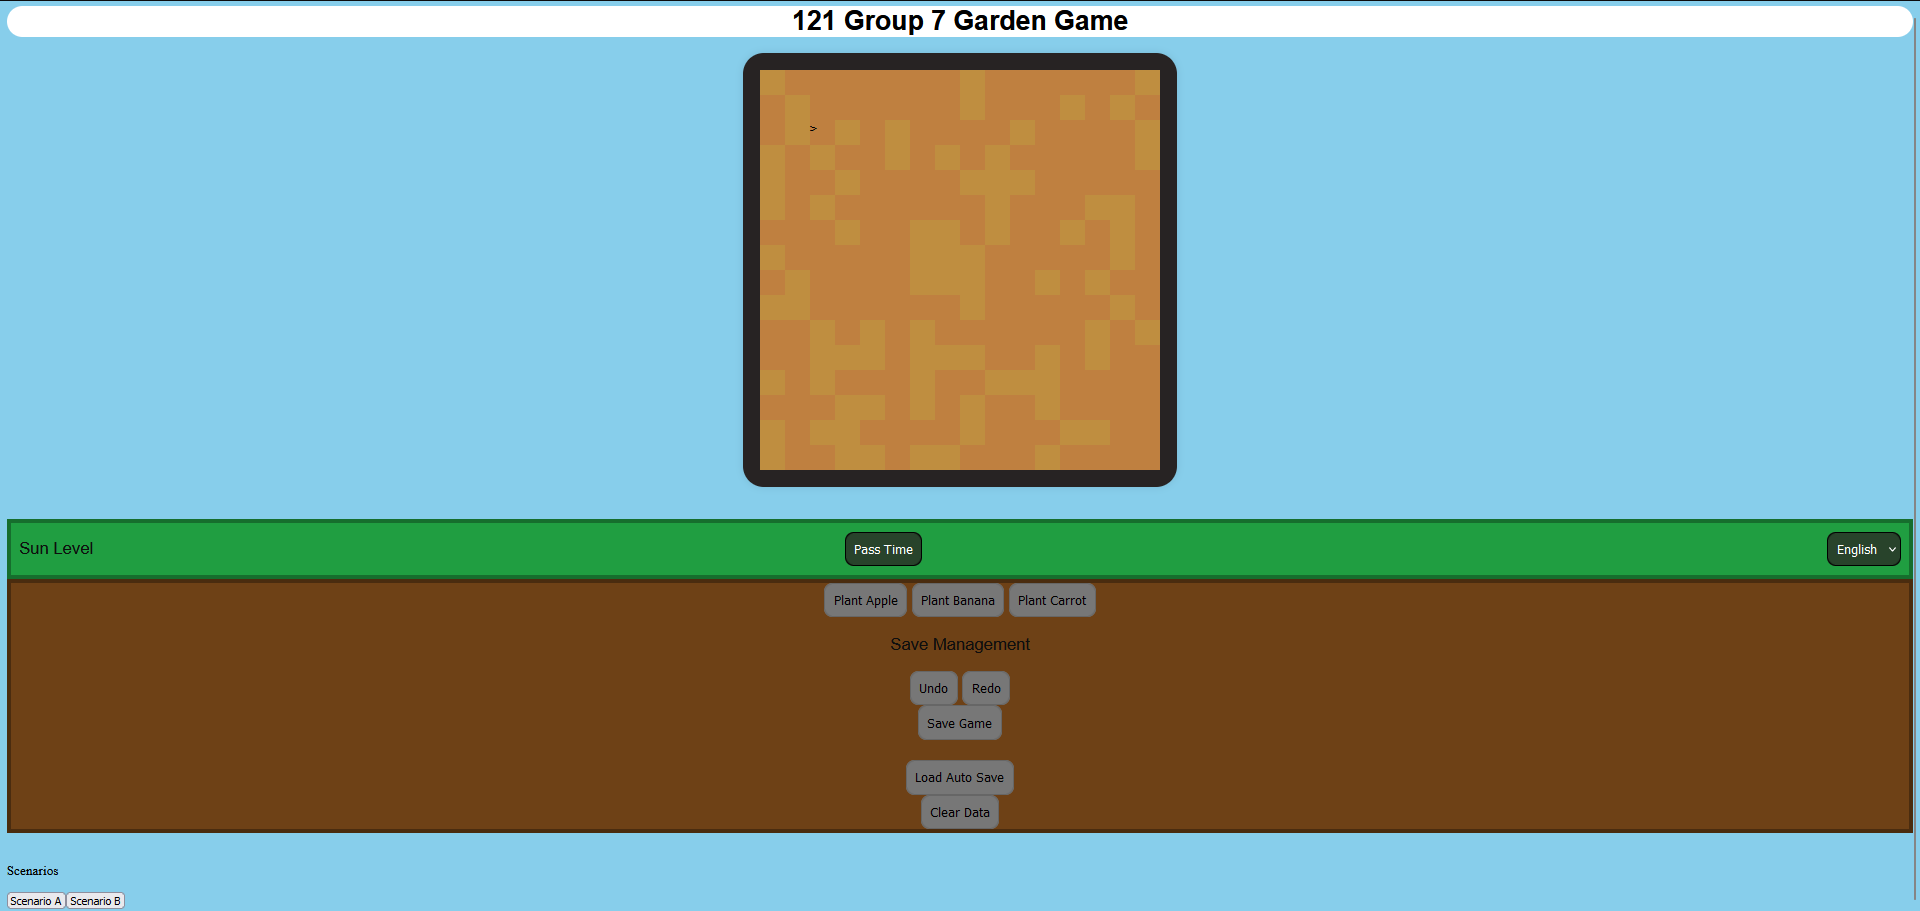 121 Group 7 Garden Game
>
Sun Level Pass Time English
Plant Apple Plant Banana Plant Carrot
Save Management
Undo Redo
Save Game
Load Auto Save
Clear Data
Scenarios
Scenario A Scenario B